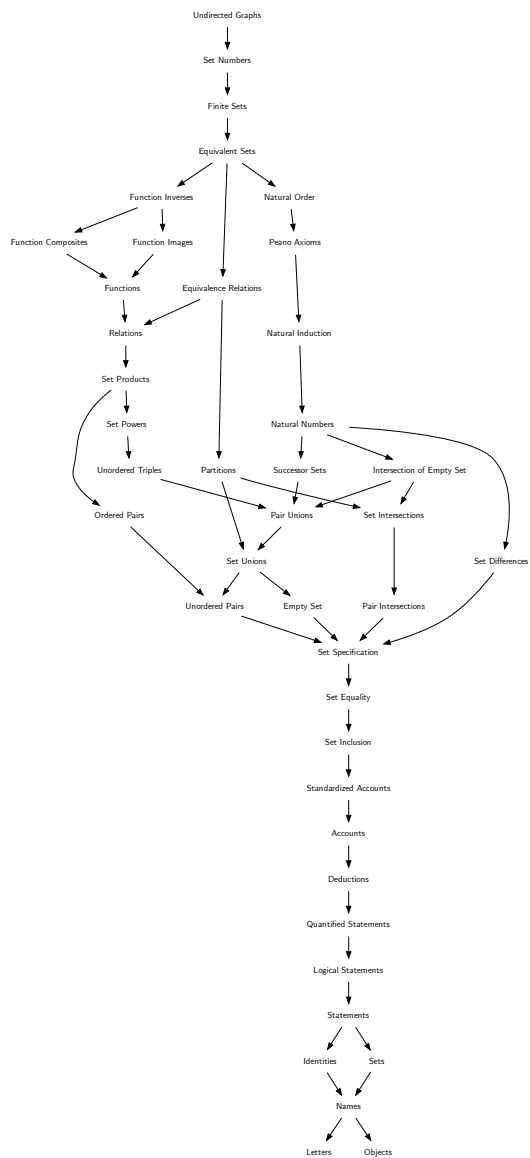 Undirected Graphs
Set Numbers
Finite Sets
Equivalent Sets
Function Inverses
Natural Order
Function Composites
Function Images
Peano Axioms
Functions
Equivalence Relations
Relations
Natural Induction
Set Products
Set Powers
Natural Numbers
Unordered Triples
Partitions
Successor Sets
Intersection of Empty Set
Ordered Pairs
Pair Unions
Set Intersections
Set Unions
Set Differences
Unordered Pairs
Empty Set
Pair Intersections
Set Specification
Set Equality
Set Inclusion
Standardized Accounts
Accounts
Deductions
Quantified Statements
Logical Statements
Statements
Identities
Sets
Names
Letters
Objects